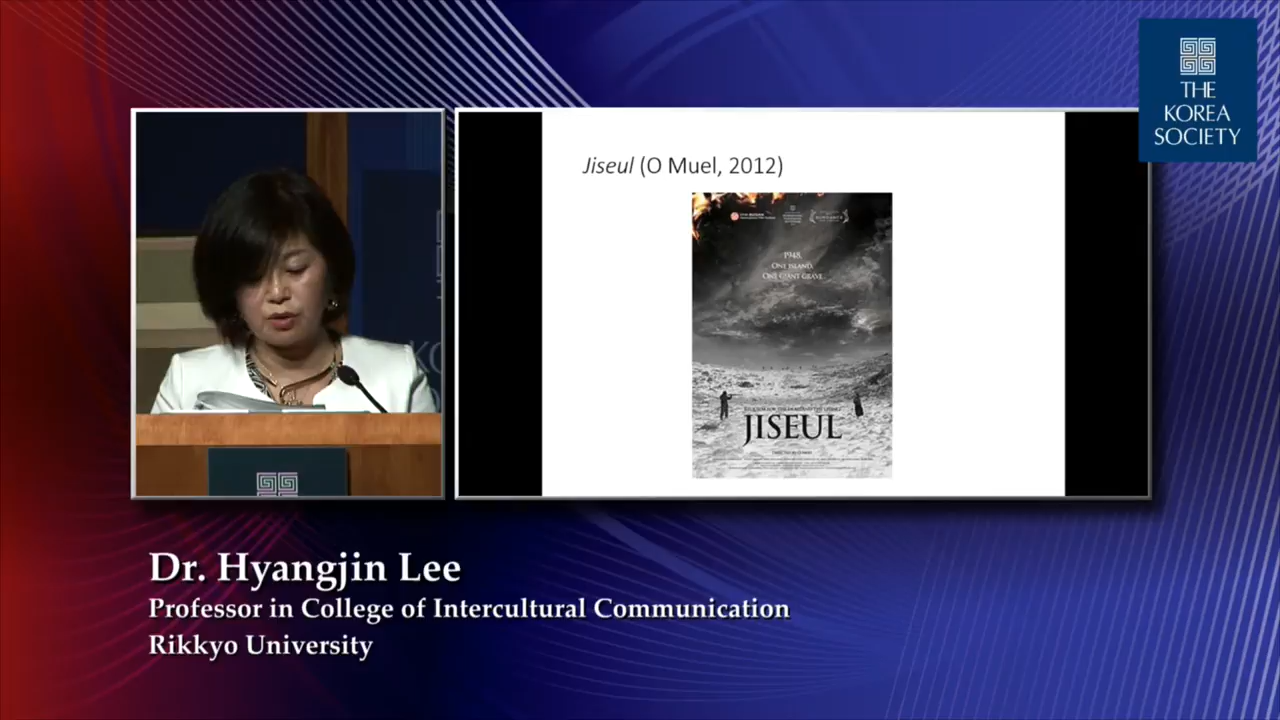 THE
KOREA
SOCIETY
Jiseul (O Muel, 2012)
1948,
ONE ISLAND,
ONE GIANT GRAVE
JISEUL
Dr. Hyangjin Lee
Professor in College of Intercultural Communication
Rikkyo University